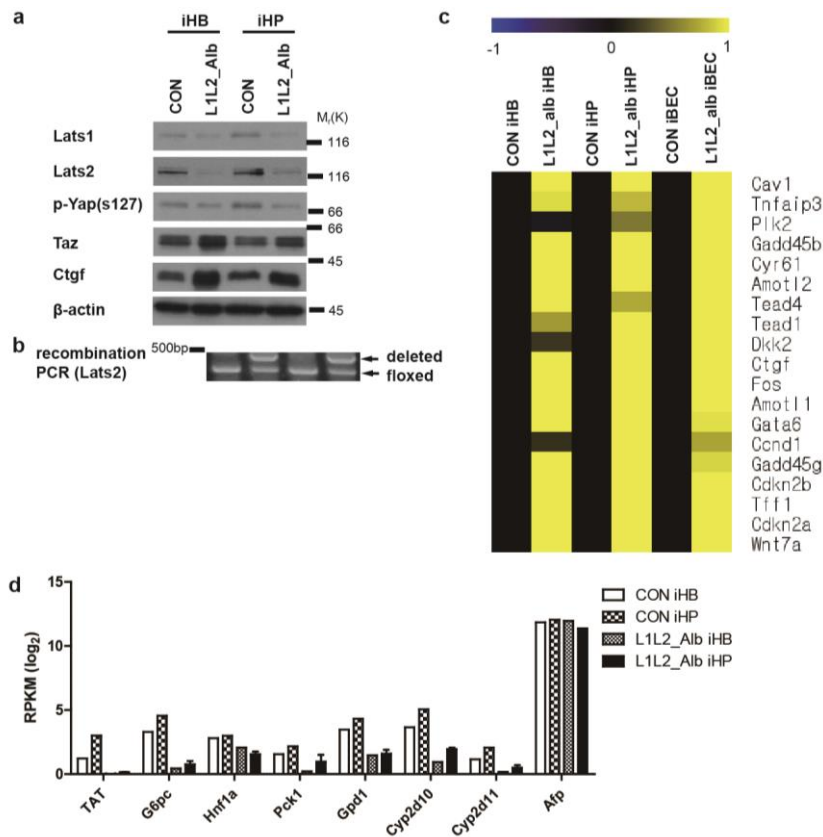 a
iHB iHP
CON L1L2_Alb CON L1L2_Alb
Mr(K)
Lats1 116
Lats2 116
p-Yap(s127) 66
66
Taz
45
Ctgf
β-actin 45
b
recombination 500bp deleted
PCR (Lats2) floxed
c
-1 0 1
CON iHB L1L2_alb iHB CON iHP L1L2_alb iHP CON iBEC L1L2_alb iBEC
Cav1
Tnfaip3
Plk2
Gadd45b
Cyr61
Amotl2
Tead4
Tead1
Dkk2
Ctgf
Fos
Amotl1
Gata6
Ccnd1
Gadd45g
Cdkn2b
Tff1
Cdkn2a
Wnt7a
d
RPKM (log2)
15
10
5
0
TAT G6pc Hnf1a Pck1 Gpd1 Cyp2d10 Cyp2d11 Afp
CON iHB
CON iHP
L1L2_Alb iHB
L1L2_Alb iHP